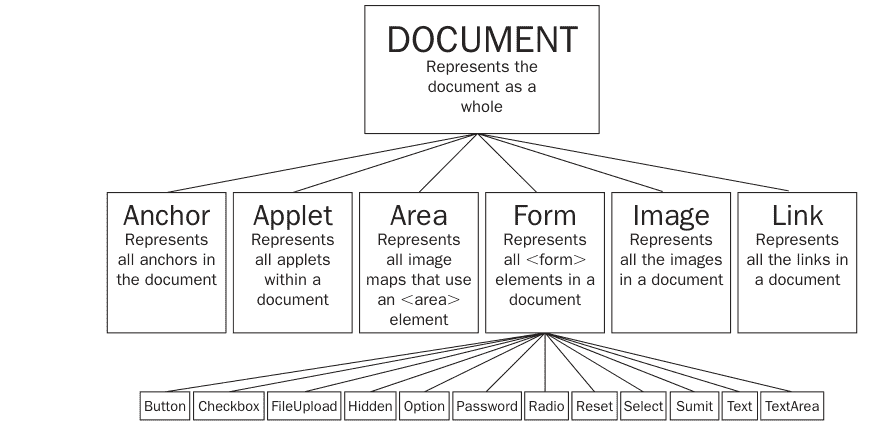 DOCUMENT
Represents the
document as a
whole
Anchor
Represents
all anchors in
the document
Applet
Represents
all applets
within a
document
Area
Represents
all image
maps that use
an <area>
element
Form
Represents
all <form>
elements in a
document
Image
Represents
all the images
in a document
Link
Represents
all the links in
a document
Button
Checkbox
FileUpload
Hidden
Option
Password
Radio
Reset
Select
Sumit
Text
TextArea